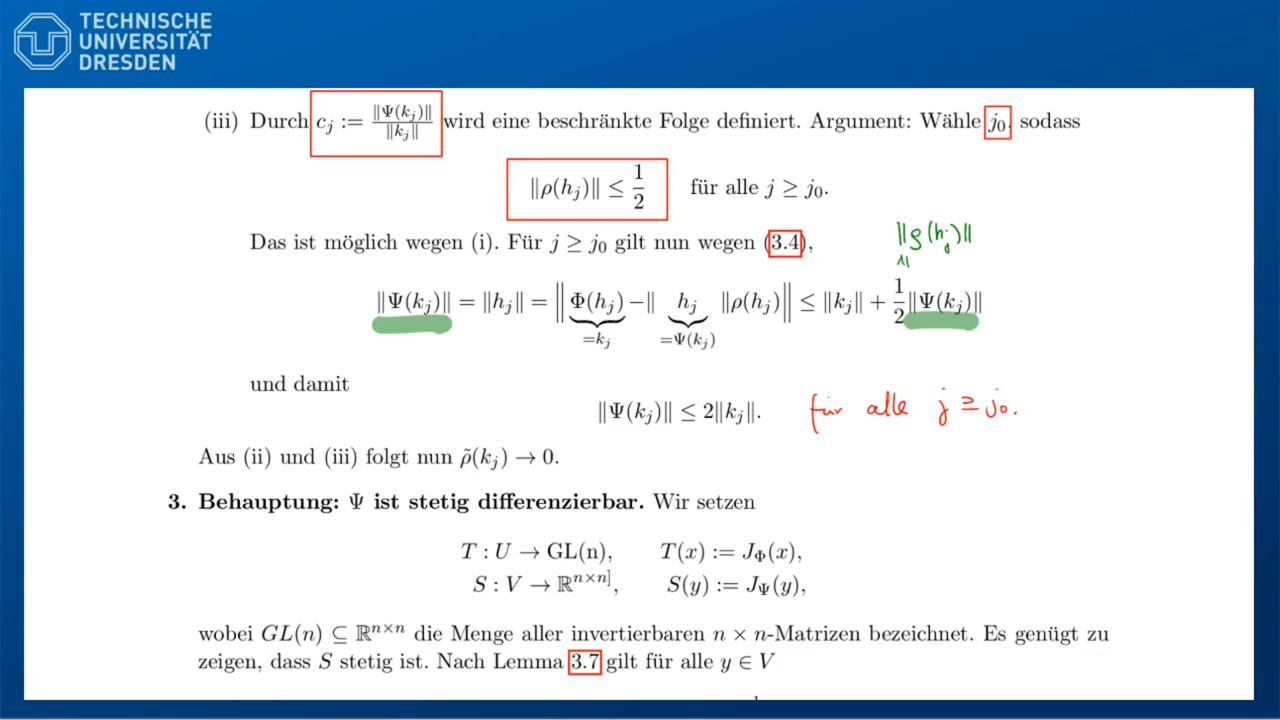 TECHNISCHE
UNIVERSITÄT
DRESDEN
(iii) Durch c_j := ‖Ψ(k_j)‖/‖k_j‖ wird eine beschränkte Folge definiert. Argument: Wähle j_0, sodass
‖ρ(h_j)‖ ≤ 1/2 für alle j ≥ j_0.
Das ist möglich wegen (i). Für j ≥ j_0 gilt nun wegen (3.4),
‖ρ(h_j)‖
‖Ψ(k_j)‖ = ‖h_j‖ = ‖Φ(h_j) −‖ h_j ‖ρ(h_j)‖‖ ≤ ‖k_j‖ + 1/2‖Ψ(k_j)‖
=k_j =Ψ(k_j)
und damit
‖Ψ(k_j)‖ ≤ 2‖k_j‖. für alle j ≥ j_0.
Aus (ii) und (iii) folgt nun ρ̃(k_j) → 0.
3. Behauptung: Ψ ist stetig differenzierbar. Wir setzen
T : U → GL(n), T(x) := J_Φ(x),
S : V → ℝ^{n×n]}, S(y) := J_Ψ(y),
wobei GL(n) ⊆ ℝ^{n×n} die Menge aller invertierbaren n × n-Matrizen bezeichnet. Es genügt zu
zeigen, dass S stetig ist. Nach Lemma 3.7 gilt für alle y ∈ V